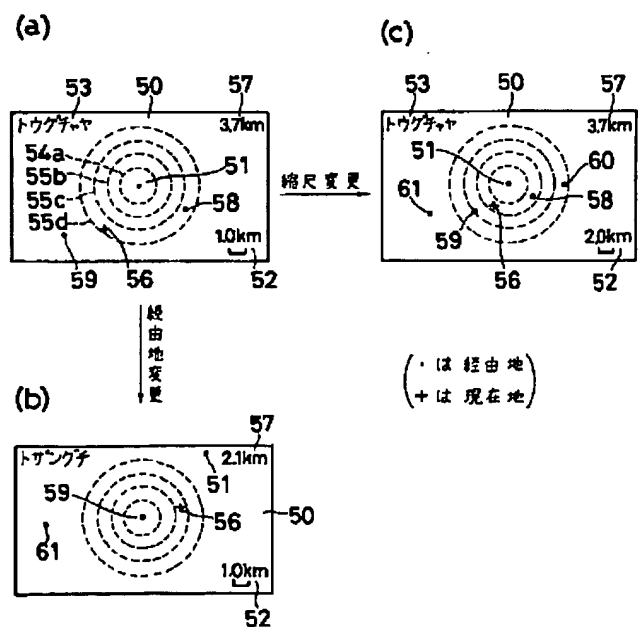 (a)
53 50 57
トウゲチャヤ 3.7km
54a
55b
55c
55d
51
58
1.0km
59 56 52
縮尺変更
(c)
53 50 57
トウゲチャヤ 3.7km
51
60
61
58
59
2.0km
56 52
経由地変更
(・は経由地
+は現在地)
(b)
57
トザングチ 2.1km
51
59
56
50
61
1.0km
52